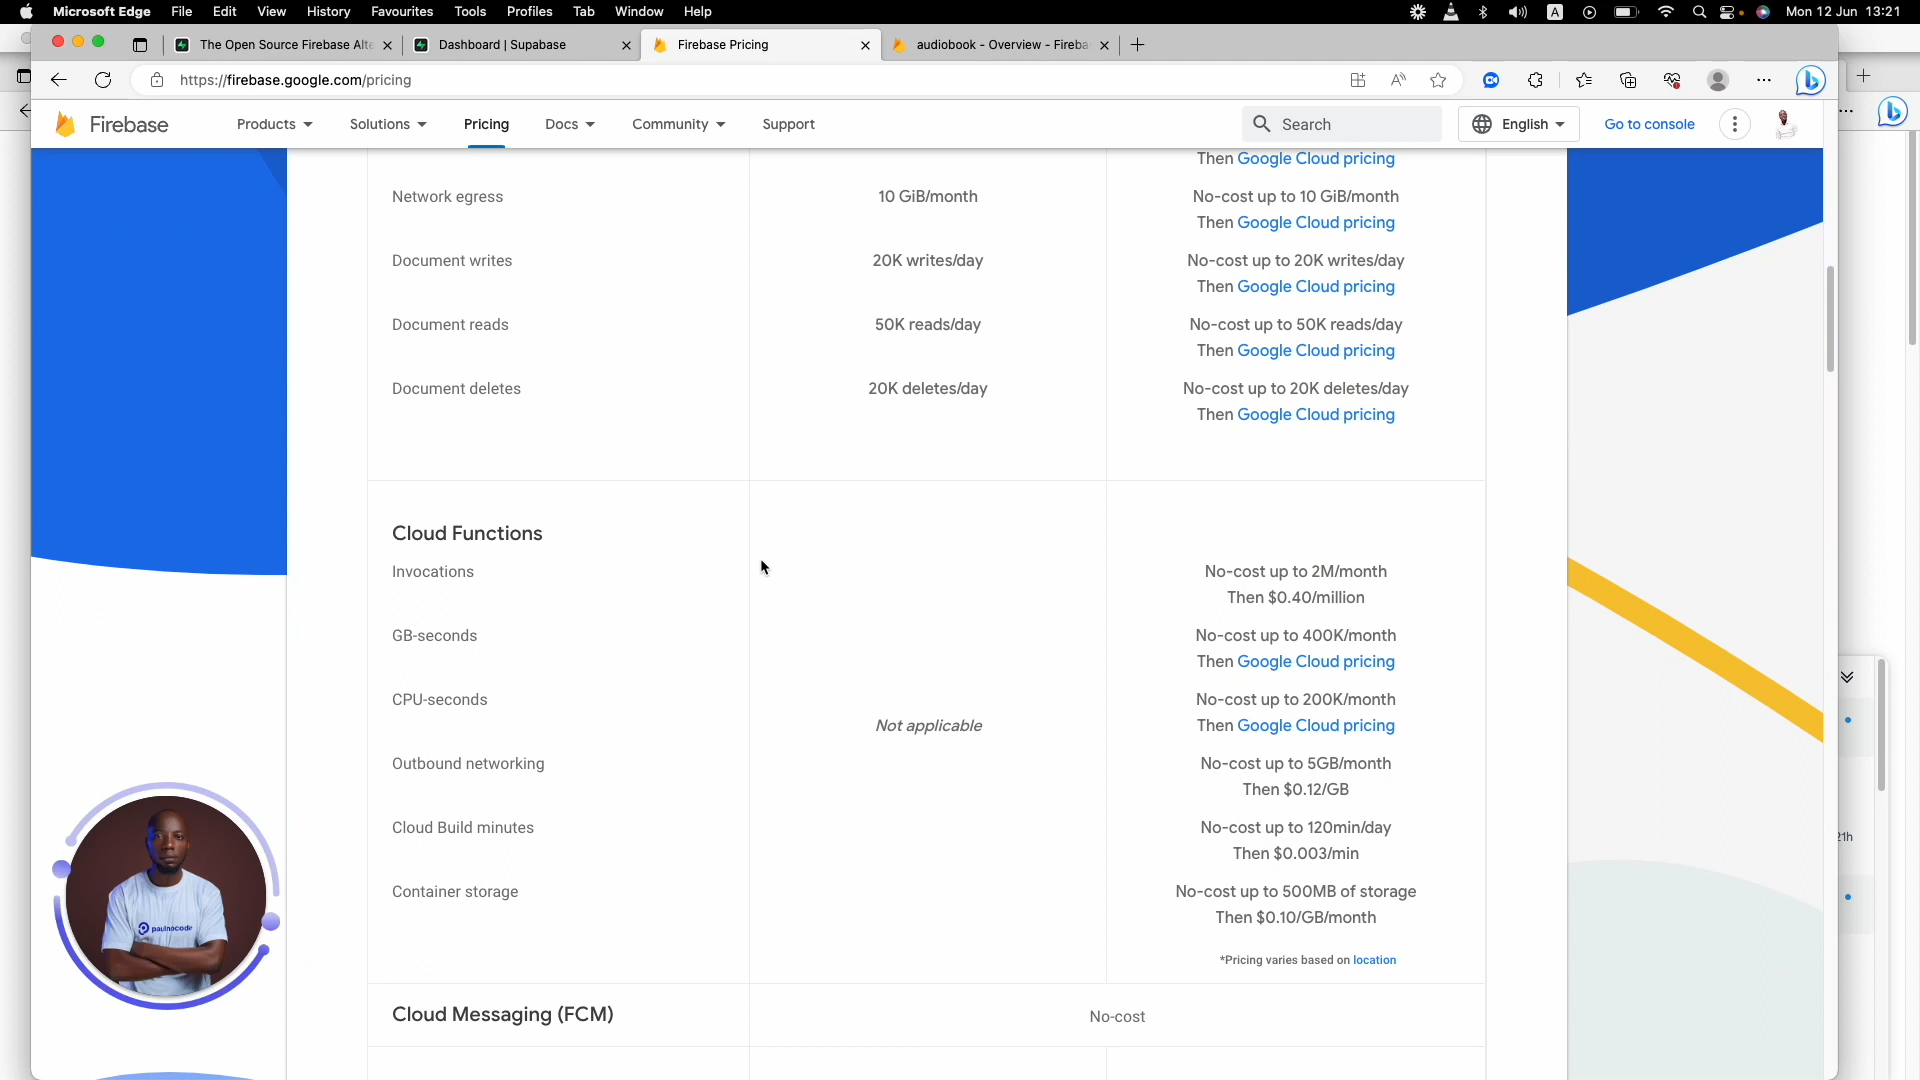 Microsoft Edge File Edit View History Favourites Tools Profiles Tab Window Help A Mon 12 Jun 13:21
The Open Source Firebase Alte Dashboard | Supabase Firebase Pricing audiobook - Overview - Fireba
https://firebase.google.com/pricing
Firebase Products Solutions Pricing Docs Community Support Search English Go to console
Then Google Cloud pricing
Network egress 10 GiB/month No-cost up to 10 GiB/month
Then Google Cloud pricing
Document writes 20K writes/day No-cost up to 20K writes/day
Then Google Cloud pricing
Document reads 50K reads/day No-cost up to 50K reads/day
Then Google Cloud pricing
Document deletes 20K deletes/day No-cost up to 20K deletes/day
Then Google Cloud pricing
Cloud Functions
Invocations No-cost up to 2M/month
Then $0.40/million
GB-seconds No-cost up to 400K/month
Then Google Cloud pricing
CPU-seconds No-cost up to 200K/month
Not applicable Then Google Cloud pricing
Outbound networking No-cost up to 5GB/month
Then $0.12/GB
Cloud Build minutes No-cost up to 120min/day
21h
Then $0.003/min
Container storage No-cost up to 500MB of storage
Then $0.10/GB/month
paulnocode
*Pricing varies based on location
Cloud Messaging (FCM) No-cost